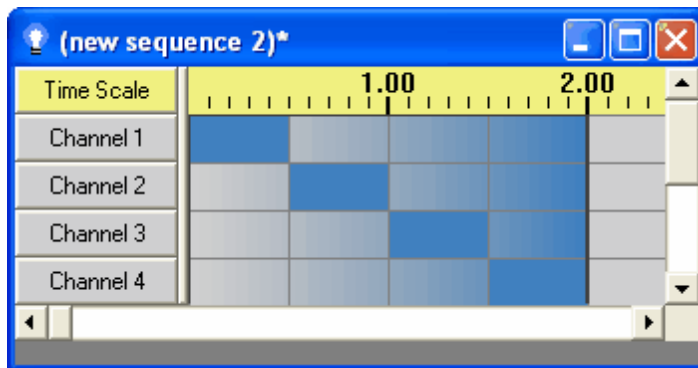 (new sequence 2)*
Time Scale 1.00 2.00
Channel 1
Channel 2
Channel 3
Channel 4